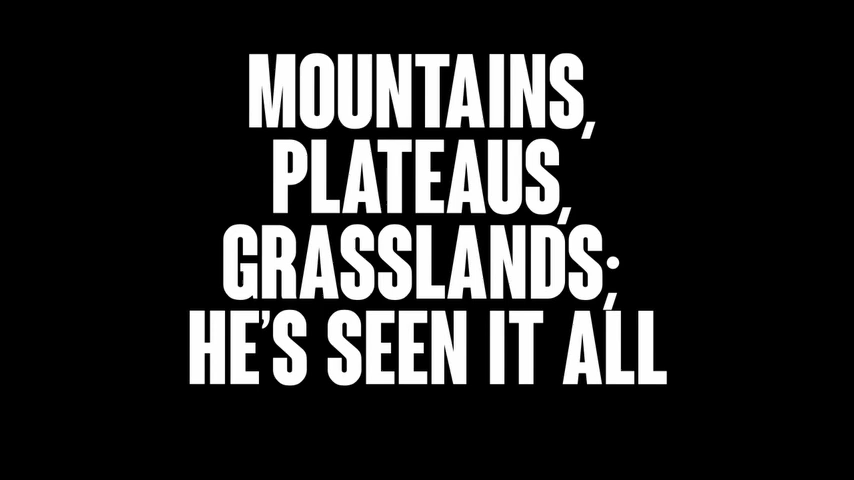 MOUNTAINS,
PLATEAUS,
GRASSLANDS;
HE’S SEEN IT ALL